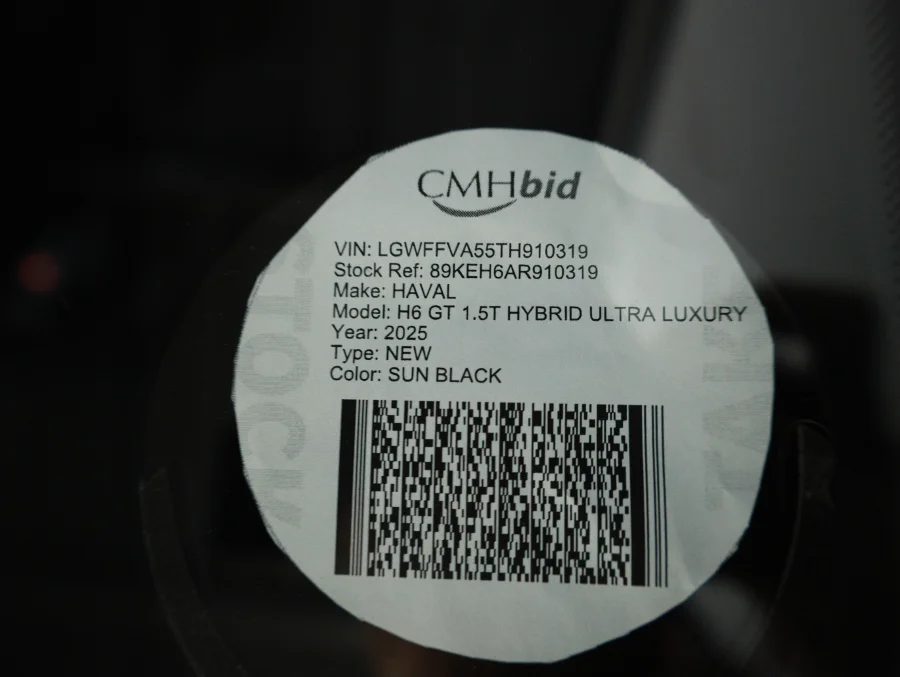 CMHbid
VIN: LGWFFVA55TH910319
Stock Ref: 89KEH6AR910319
Make: HAVAL
Model: H6 GT 1.5T HYBRID ULTRA LUXURY
Year: 2025
Type: NEW
Color: SUN BLACK
STOCK